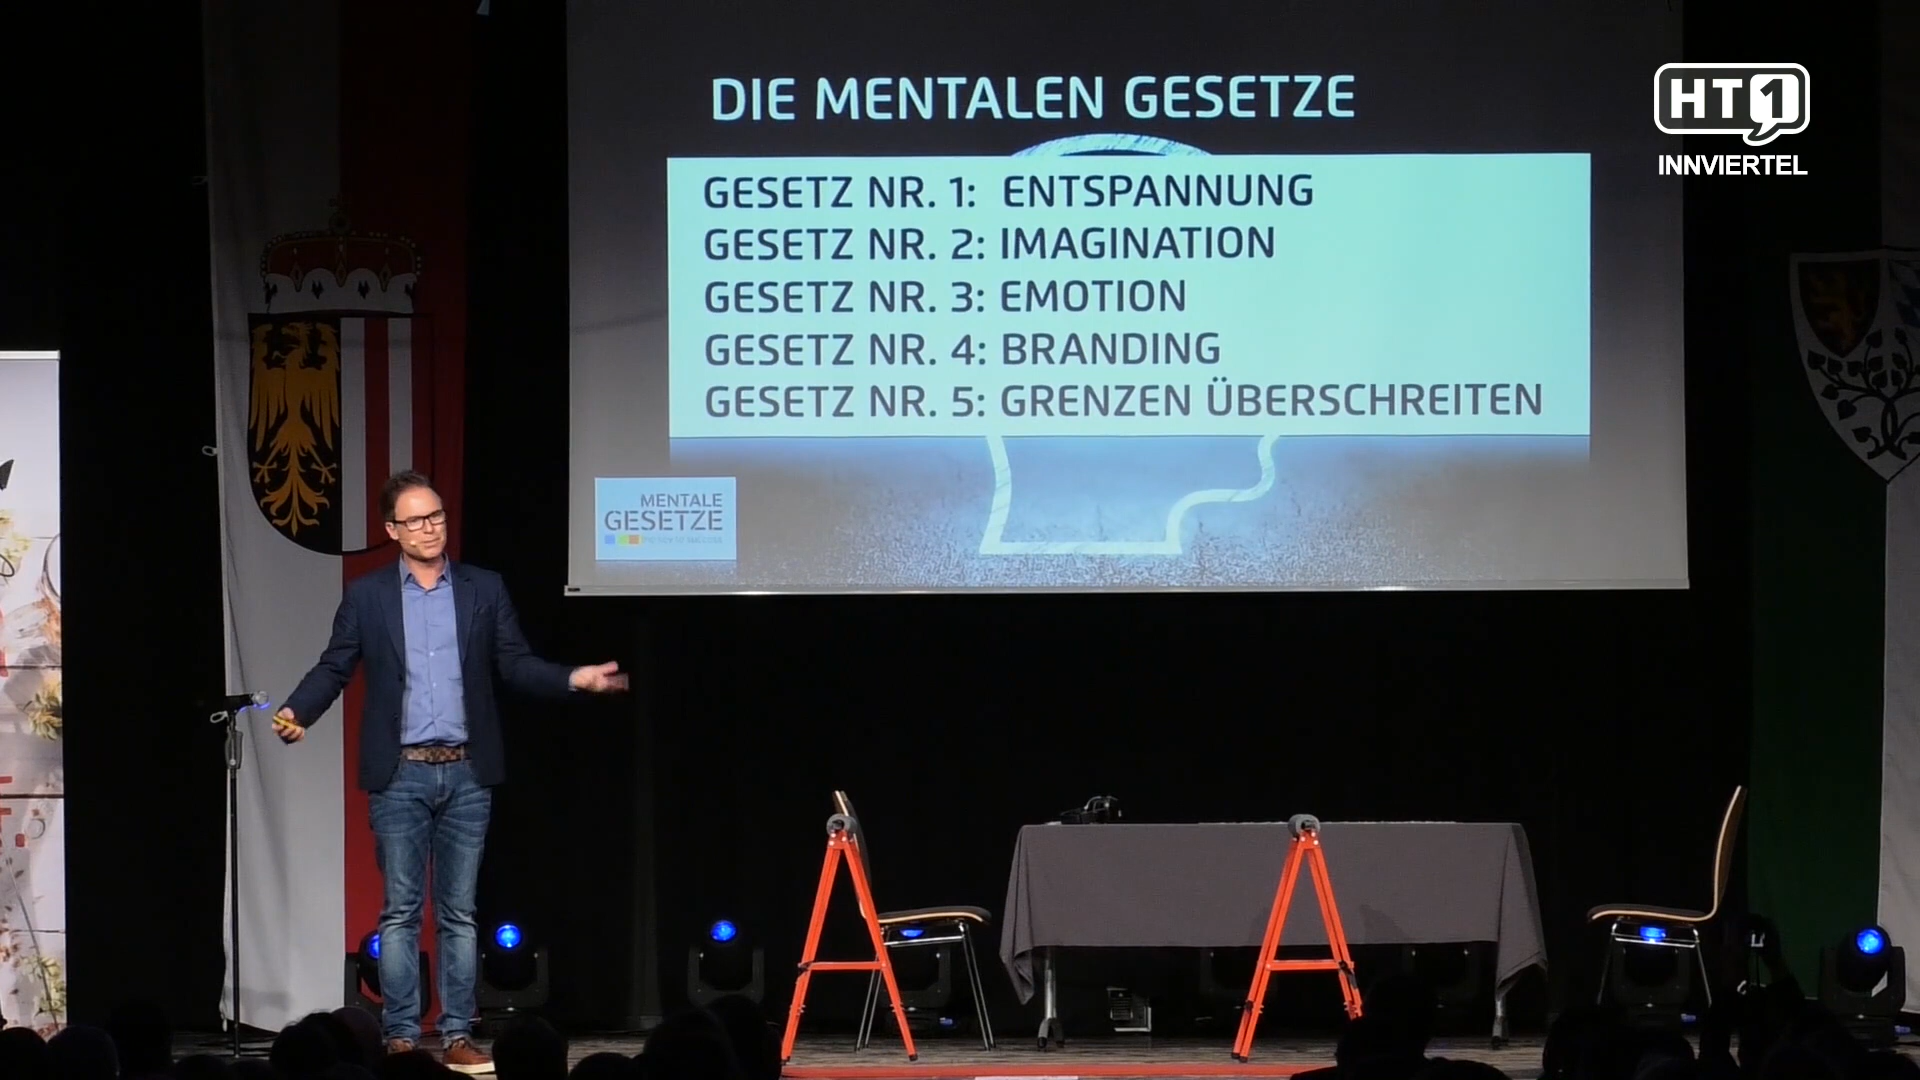 DIE MENTALEN GESETZE
HT1
INNVIERTEL
GESETZ NR. 1: ENTSPANNUNG
GESETZ NR. 2: IMAGINATION
GESETZ NR. 3: EMOTION
GESETZ NR. 4: BRANDING
GESETZ NR. 5: GRENZEN ÜBERSCHREITEN
MENTALE
GESETZE